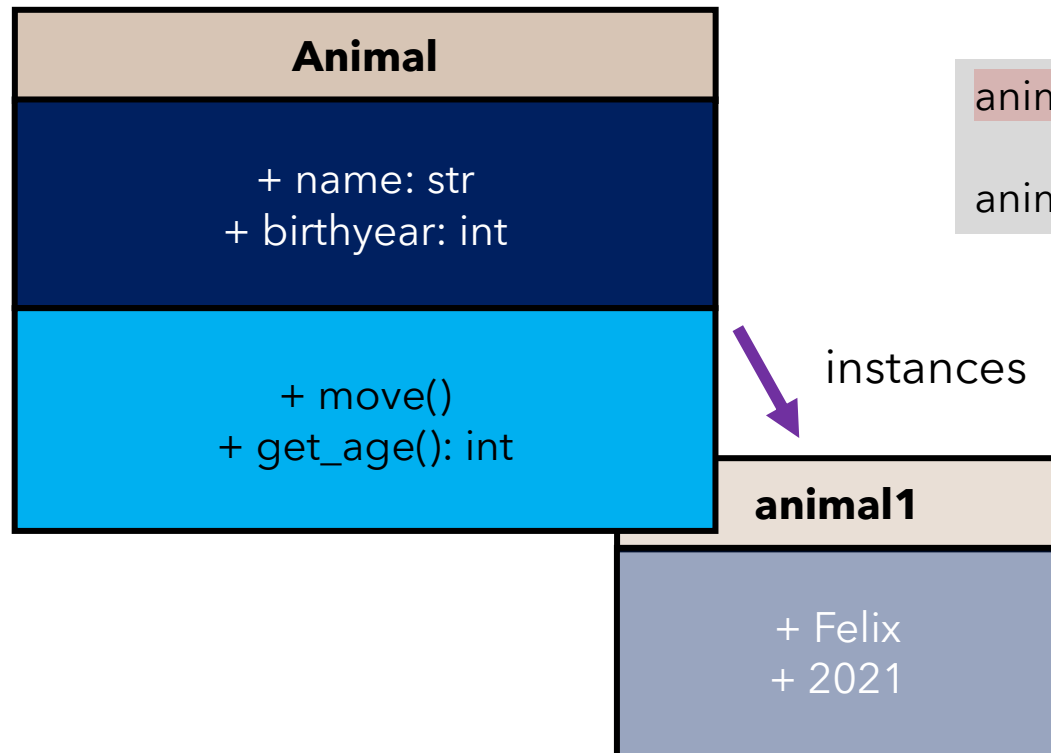 Animal
+ name: str
+ birthyear: int
+ move()
+ get_age(): int
instances
animal1
+ Felix
+ 2021